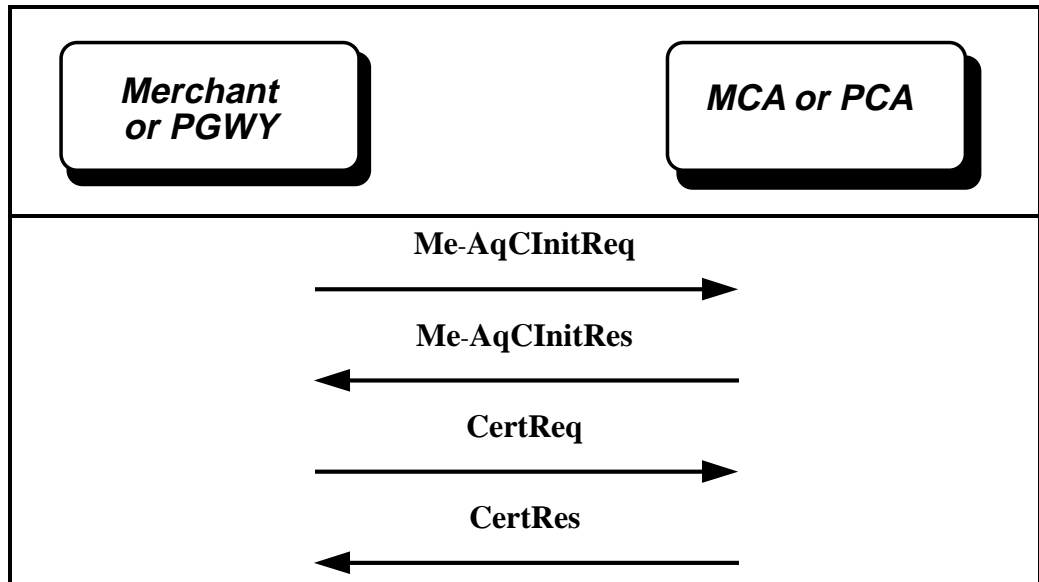 Merchant
or PGWY
MCA or PCA
Me-AqCInitReq
Me-AqCInitRes
CertReq
CertRes